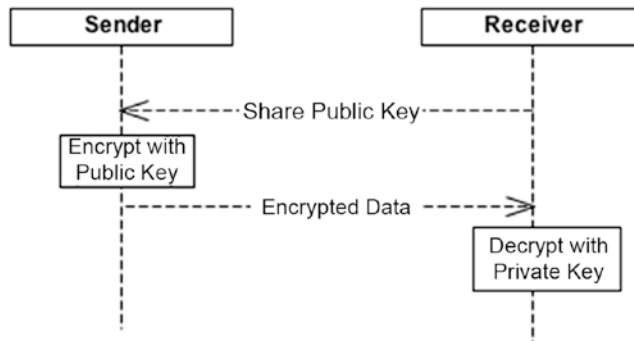 Sender
Receiver
Share Public Key
Encrypt with
Public Key
Encrypted Data
Decrypt with
Private Key